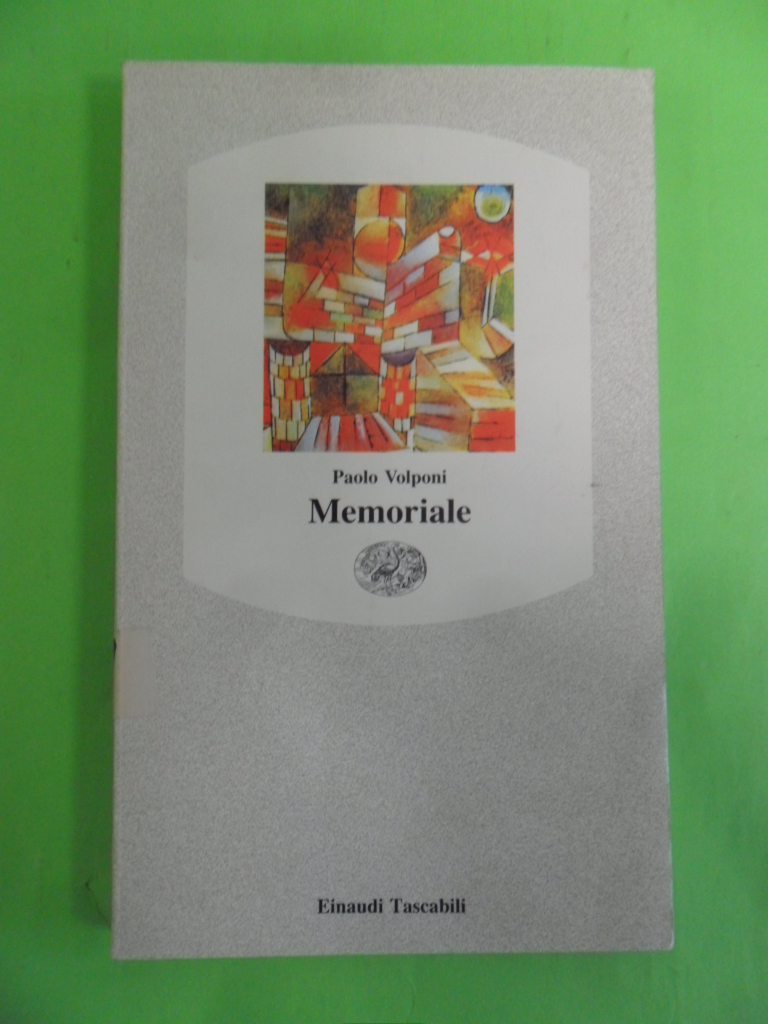 Paolo Volponi
Memoriale
Einaudi Tascabili